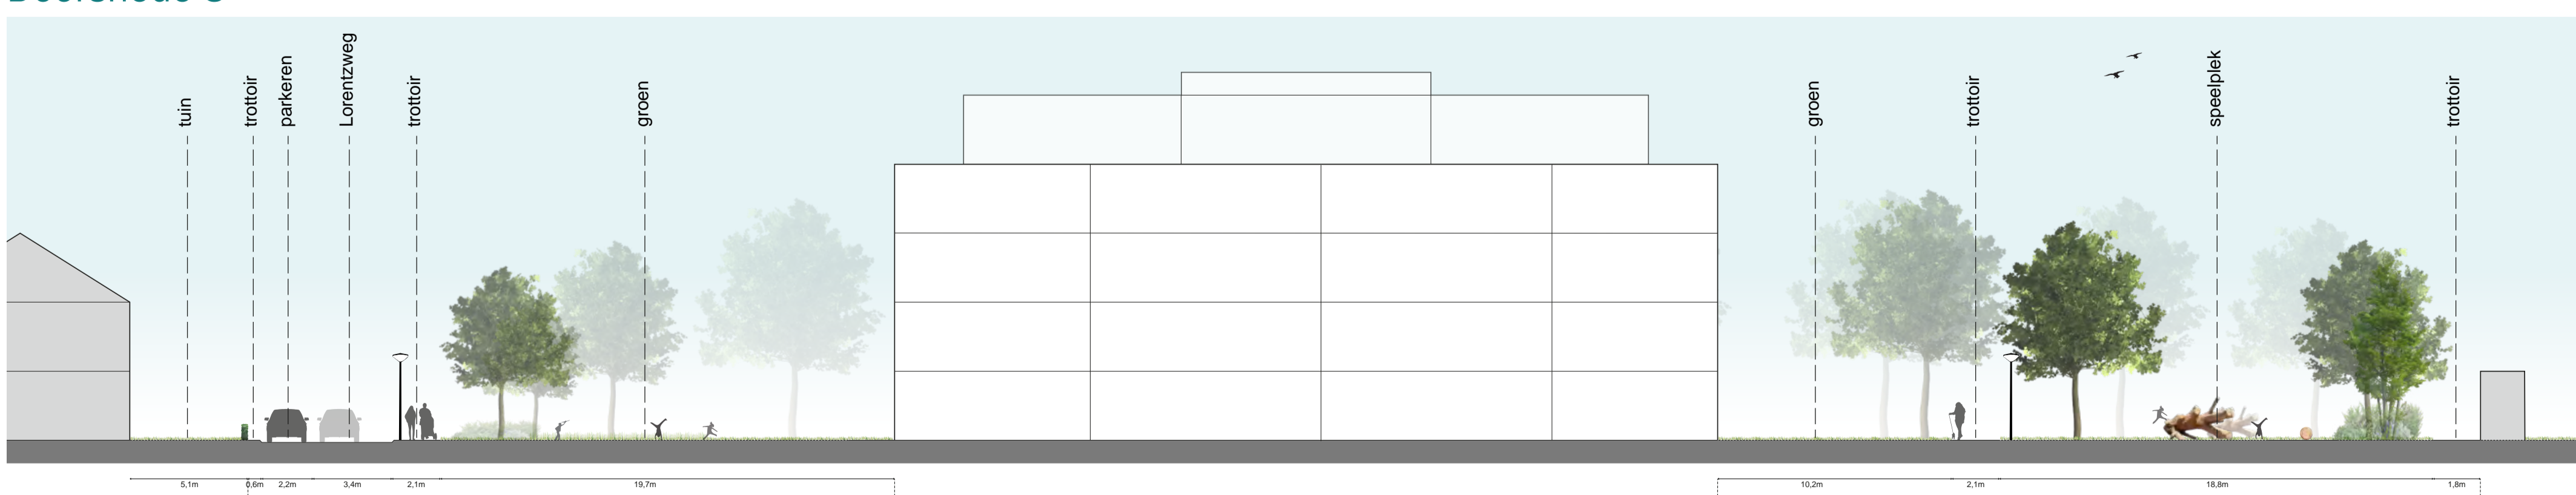 tuin
trottoir
parkeren
Lorentzweg
trottoir
groen
groen
trottoir
speelplek
trottoir
5,1m
0,6m
2,2m
3,4m
2,1m
19,7m
10,2m
2,1m
18,8m
1,8m